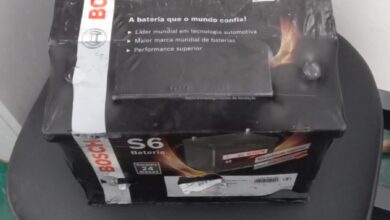 BOSCH
A bateria que o mundo confia!
▸ Líder mundial em tecnologia automotiva
▸ Maior marca mundial de baterias
▸ Performance superior
S6
Bateria
BOSCH
24